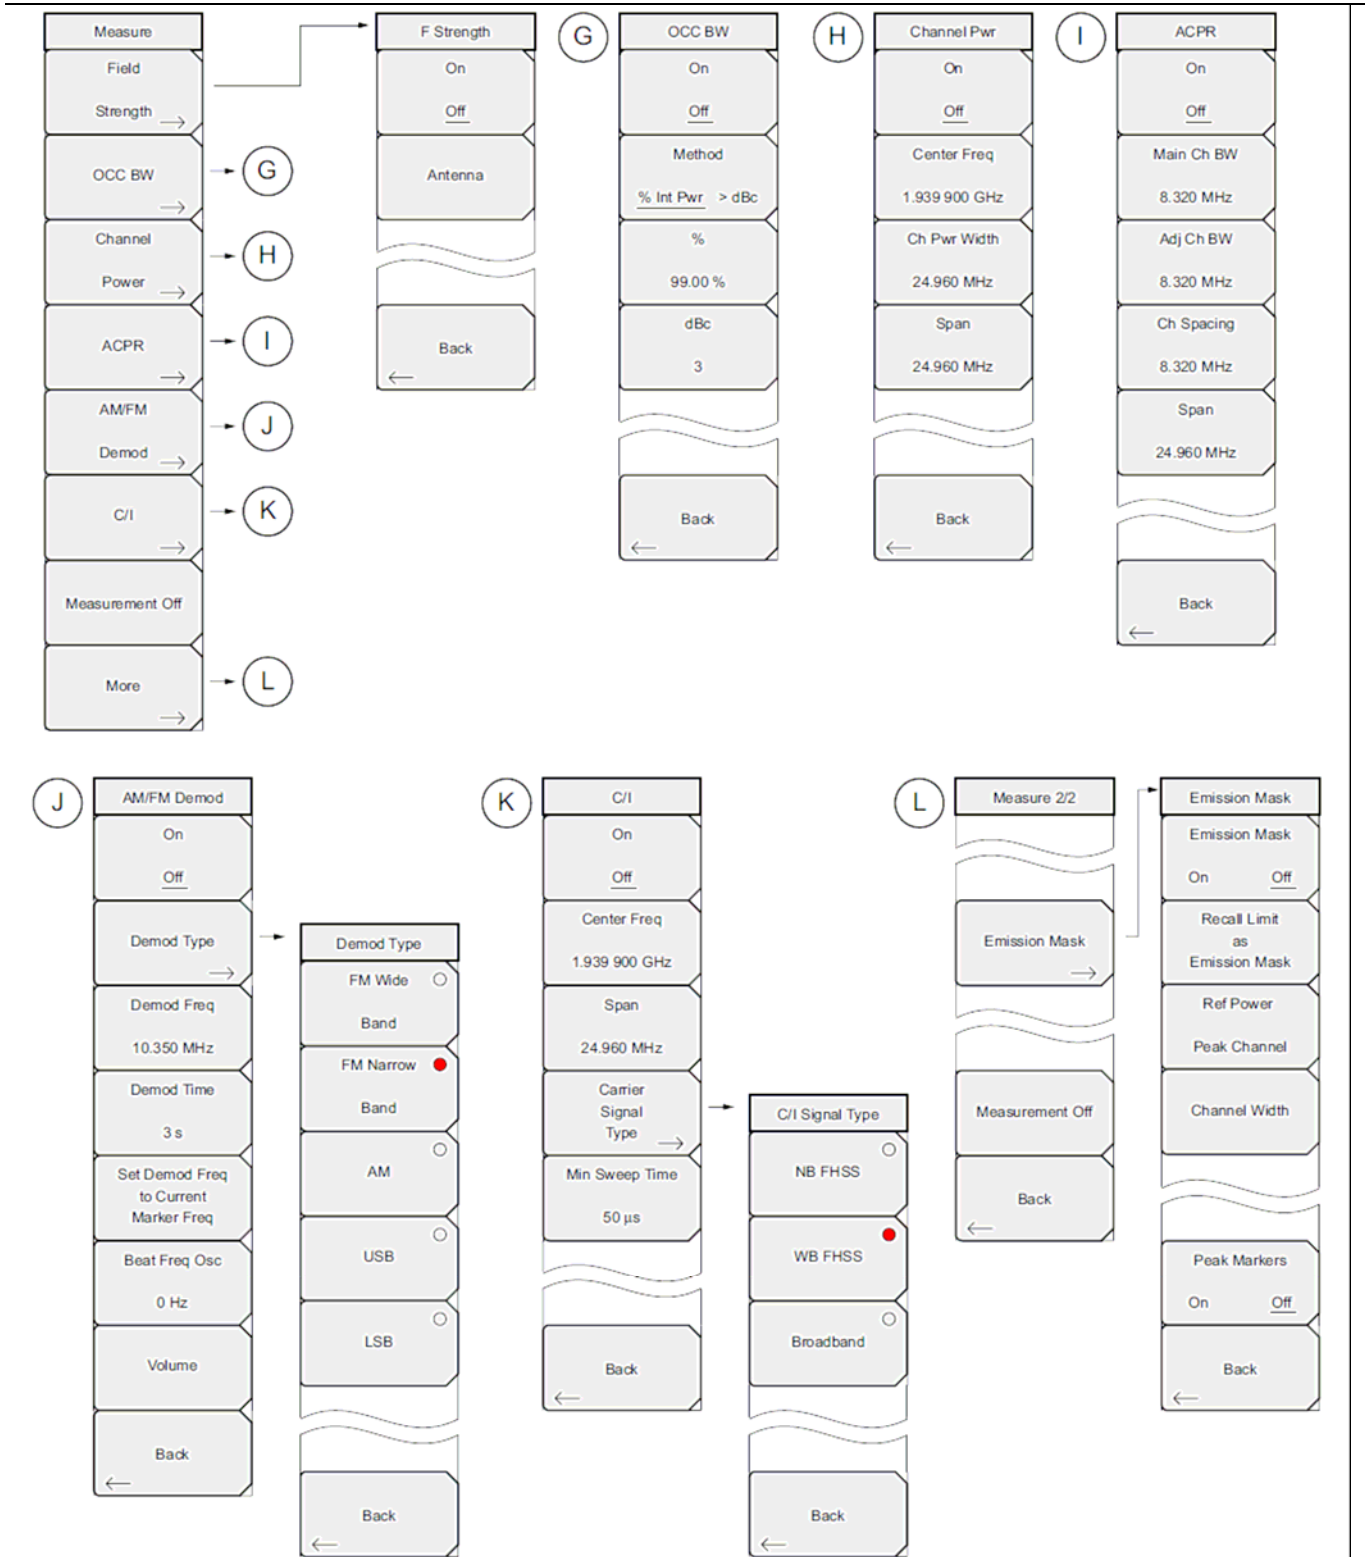 Measure
Field
Strength
OCC BW
Channel
Power
ACPR
AM/FM
Demod
C/I
Measurement Off
More
G
H
I
J
K
L
F Strength
On
Off
Antenna
Back
G
OCC BW
On
Off
Method
% Int Pwr > dBc
%
99.00 %
dBc
3
Back
H
Channel Pwr
On
Off
Center Freq
1.939 900 GHz
Ch Pwr Width
24.960 MHz
Span
24.960 MHz
Back
I
ACPR
On
Off
Main Ch BW
8.320 MHz
Adj Ch BW
8.320 MHz
Ch Spacing
8.320 MHz
Span
24.960 MHz
Back
J
AM/FM Demod
On
Off
Demod Type
Demod Freq
10.350 MHz
Demod Time
3 s
Set Demod Freq
to Current
Marker Freq
Beat Freq Osc
0 Hz
Volume
Back
Demod Type
FM Wide
Band
FM Narrow
Band
AM
USB
LSB
Back
K
C/I
On
Off
Center Freq
1.939 900 GHz
Span
24.960 MHz
Carrier
Signal
Type
Min Sweep Time
50 µs
Back
C/I Signal Type
NB FHSS
WB FHSS
Broadband
Back
L
Measure 2/2
Emission Mask
Measurement Off
Back
Emission Mask
Emission Mask
On Off
Recall Limit
as
Emission Mask
Ref Power
Peak Channel
Channel Width
Peak Markers
On Off
Back